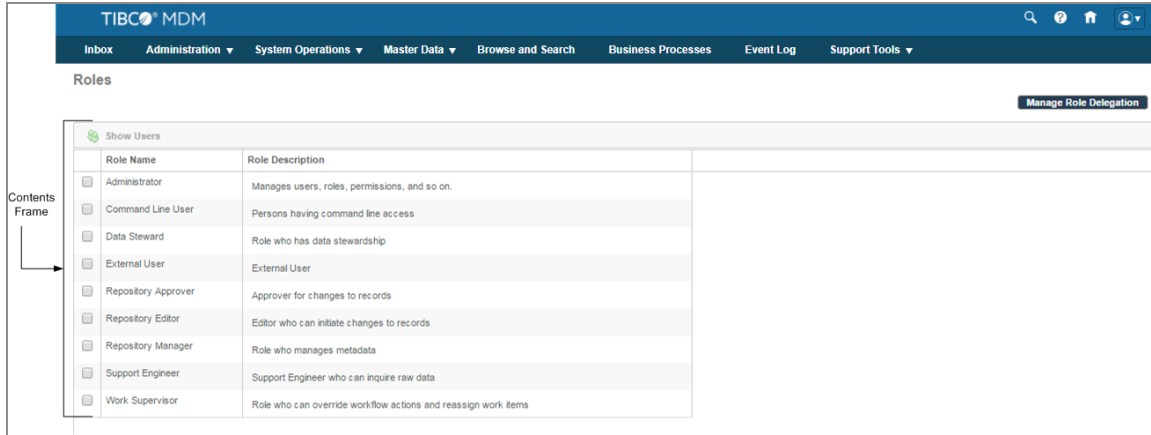 TIBCO® MDM
Inbox Administration ▼ System Operations ▼ Master Data ▼ Browse and Search Business Processes Event Log Support Tools ▼
Roles
Manage Role Delegation
Show Users
Role Name Role Description
Administrator Manages users, roles, permissions, and so on.
Command Line User Persons having command line access
Data Steward Role who has data stewardship
External User External User
Repository Approver Approver for changes to records
Repository Editor Editor who can initiate changes to records
Repository Manager Role who manages metadata
Support Engineer Support Engineer who can inquire raw data
Work Supervisor Role who can override workflow actions and reassign work items
Contents
Frame